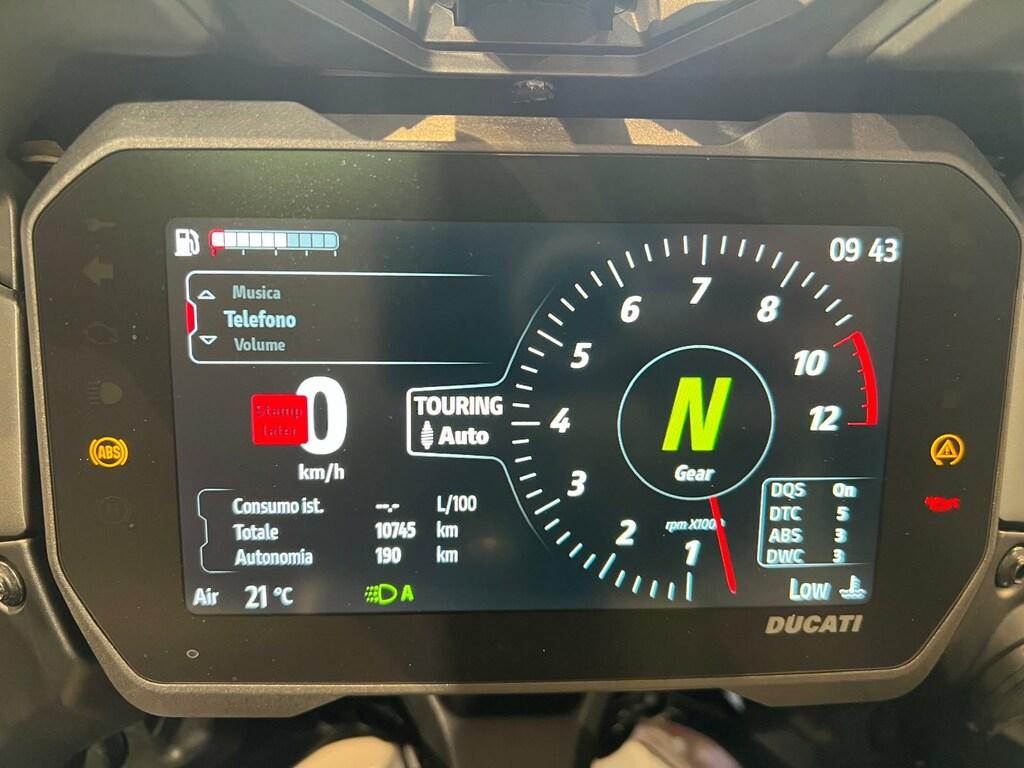 09 43
Musica
Telefono
Volume
Stamp
later
0
km/h
TOURING
Auto
Consumo ist. --.- L/100
Totale 10745 km
Autonomia 190 km
Air 21 °C
A
1
2
3
4
5
6
7
8
10
12
N
Gear
DQS On
DTC 5
ABS 3
DWC 3
Low
DUCATI
ABS